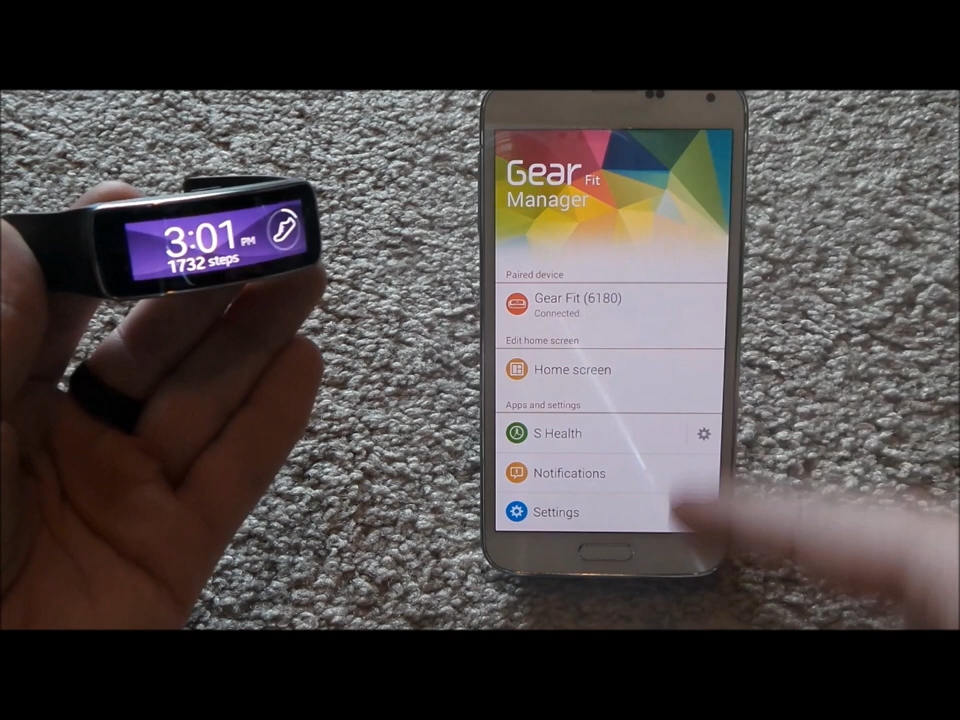 3:01 PM
1732 steps
Gear Fit
Manager
Paired device
Gear Fit (6180)
Connected
Edit home screen
Home screen
Apps and settings
S Health
Notifications
Settings